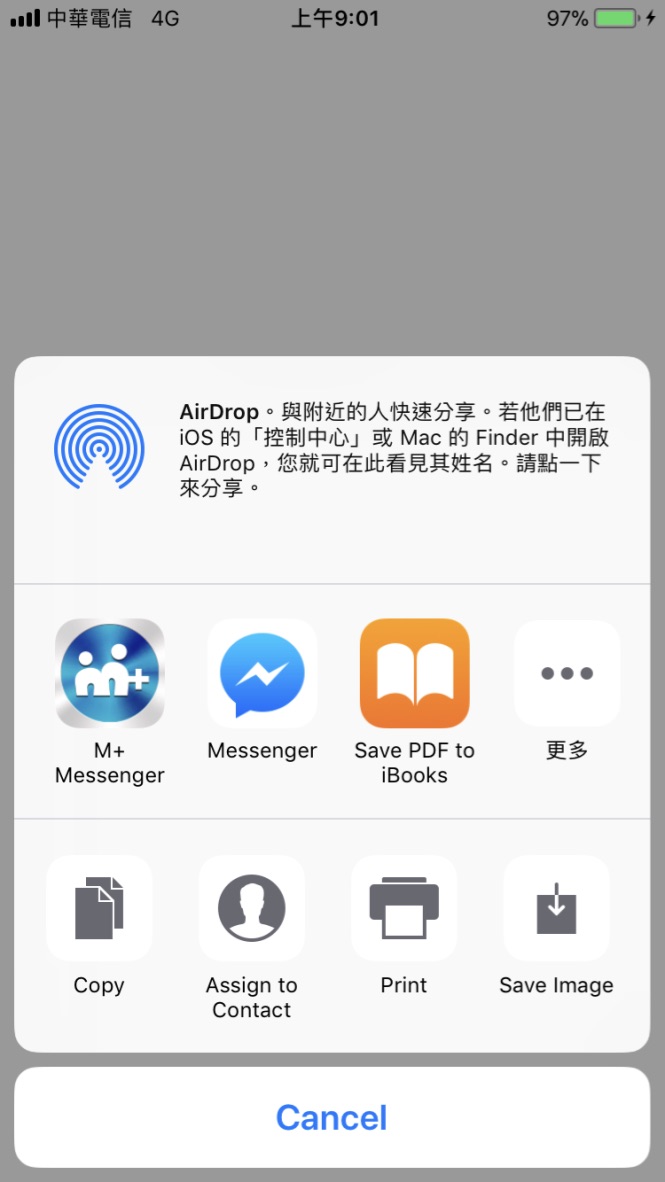 中華電信 4G 上午9:01 97%
AirDrop。與附近的人快速分享。若他們已在
iOS 的「控制中心」或 Mac 的 Finder 中開啟
AirDrop，您就可在此看見其姓名。請點一下
來分享。
m+
M+
Messenger
Messenger
Save PDF to
iBooks
更多
Copy
Assign to
Contact
Print
Save Image
Cancel